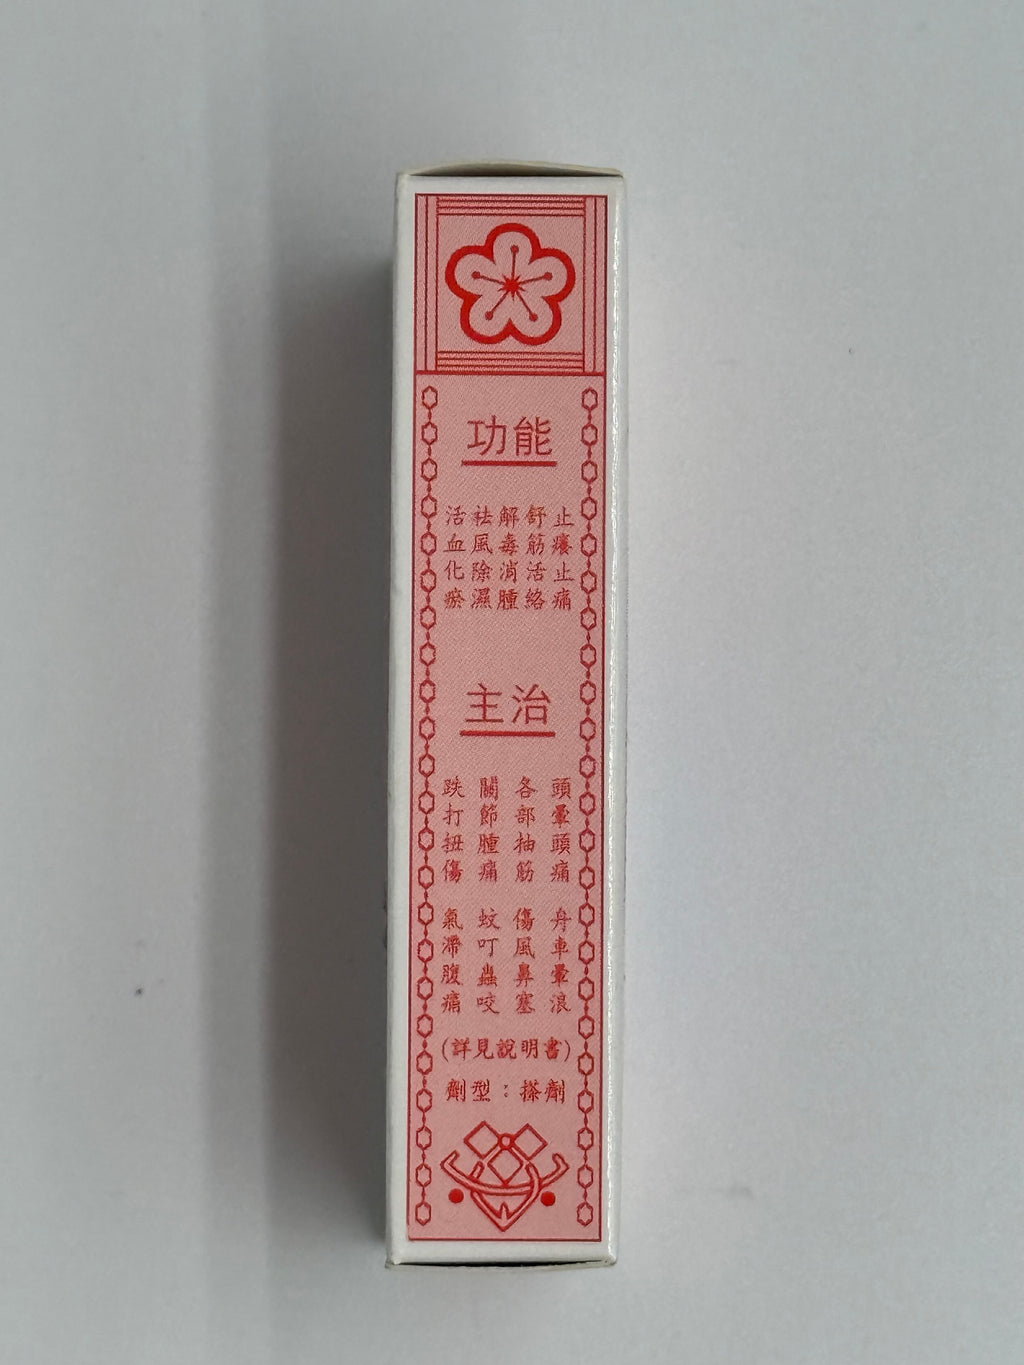 功能
止癢止痛
舒筋活絡
解毒消腫
祛風除濕
活血化瘀
主治
頭暈頭痛
各部抽筋
關節腫痛
跌打扭傷
舟車暈浪
傷風鼻塞
蚊叮蟲咬
氣滯腹痛
(詳見說明書)
劑型：搽劑